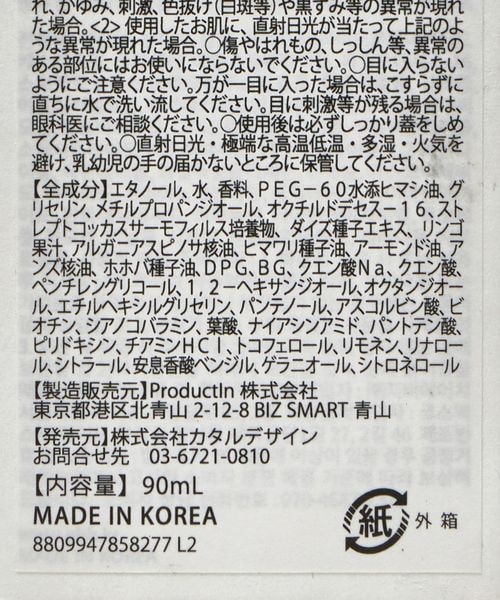 れ、かゆみ、刺激、色抜け(白斑等)や黒ずみ等の異常が現れ
た場合。<2> 使用したお肌に、直射日光が当たって上記のよ
うな異常が現れた場合。○傷やはれもの、しっしん等、異常の
ある部位にはお使いにならないでください。○目に入らない
ようにご注意ください。万が一目に入った場合は、こすらずに
直ちに水で洗い流してください。目に刺激等が残る場合は、
眼科医にご相談ください。○使用後は必ずしっかり蓋をしめ
てください。○直射日光・極端な高温低温・多湿・火気を
避け、乳幼児の手の届かないところに保管してください。
【全成分】エタノール、水、香料、PEG－60水添ヒマシ油、グ
リセリン、メチルプロパンジオール、オクチルドデセス－16、スト
レプトコッカスサーモフィルス培養物、ダイズ種子エキス、リンゴ
果汁、アルガニアスピノサ核油、ヒマワリ種子油、アーモンド油、ア
ンズ核油、ホホバ種子油、DPG、BG、クエン酸Na、クエン酸、
ペンチレングリコール、1，2－ヘキサンジオール、オクタンジオー
ル、エチルヘキシルグリセリン、パンテノール、アスコルビン酸、ビ
オチン、シアノコバラミン、葉酸、ナイアシンアミド、パントテン酸、
ピリドキシン、チアミンHCl、トコフェロール、リモネン、リナロー
ル、シトラール、安息香酸ベンジル、ゲラニオール、シトロネロール
【製造販売元】ProductIn 株式会社
東京都港区北青山 2-12-8 BIZ SMART 青山
【発売元】株式会社カタルデザイン
お問合せ先 03-6721-0810
【内容量】 90mL
MADE IN KOREA
8809947858277 L2
紙 外 箱